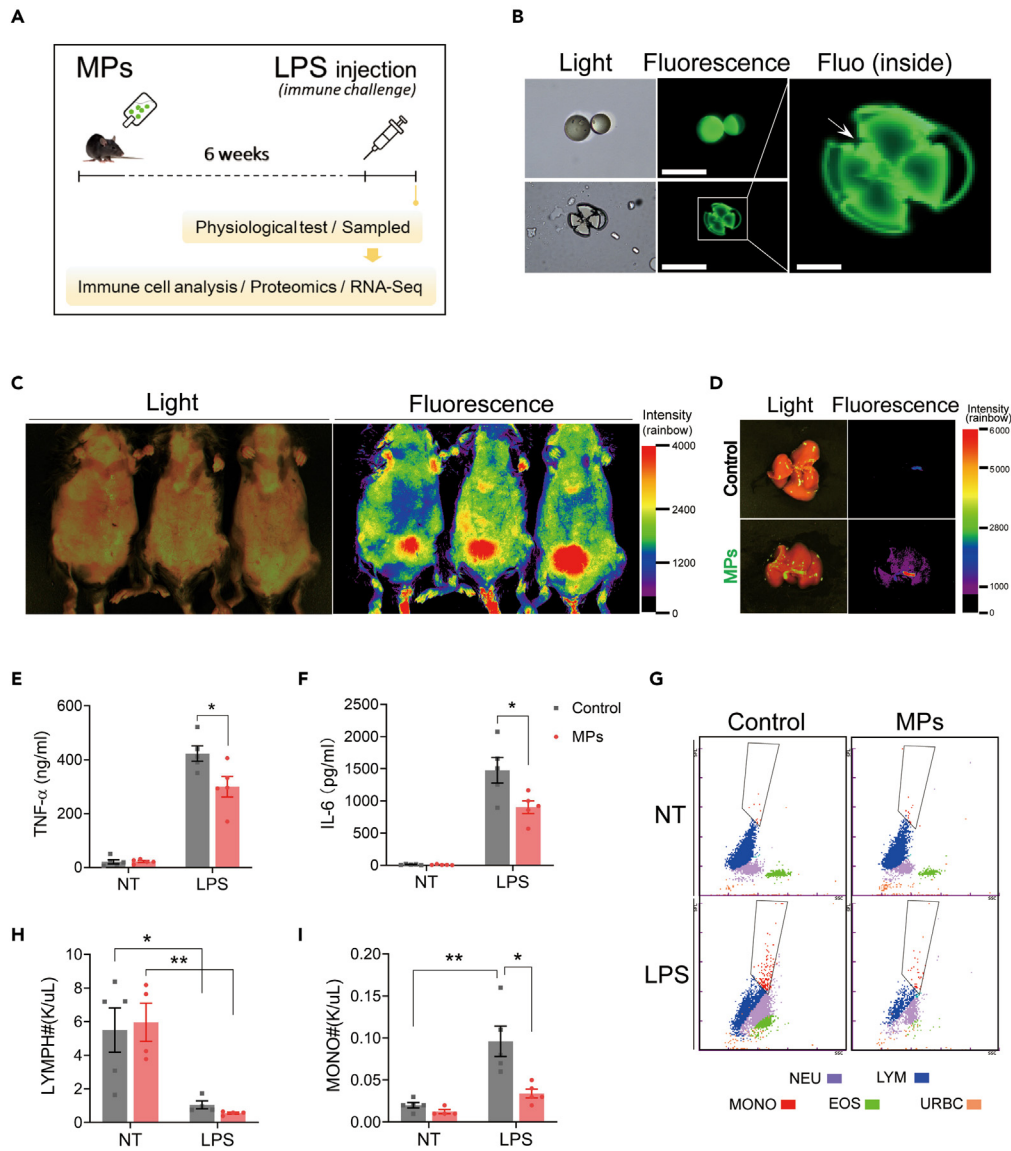 A
MPs
LPS injection
(immune challenge)
6 weeks
Physiological test / Sampled
Immune cell analysis / Proteomics / RNA-Seq
B
Light
Fluorescence
Fluo (inside)
C
Light
Fluorescence
Intensity
(rainbow)
4000
2400
1200
0
D
Light
Fluorescence
Control
MPs
Intensity
(rainbow)
6000
5000
2800
1000
0
E
TNF-α (ng/ml)
600
400
200
0
*
NT
LPS
F
IL-6 (pg/ml)
2500
2000
1500
1000
500
0
*
NT
LPS
Control
MPs
G
Control
MPs
NT
LPS
SSC
SSC
NEU
LYM
MONO
EOS
URBC
H
LYMPH#(K/uL)
10
8
6
4
2
0
*
**
NT
LPS
I
MONO#(K/uL)
0.20
0.15
0.10
0.05
0.00
**
*
NT
LPS